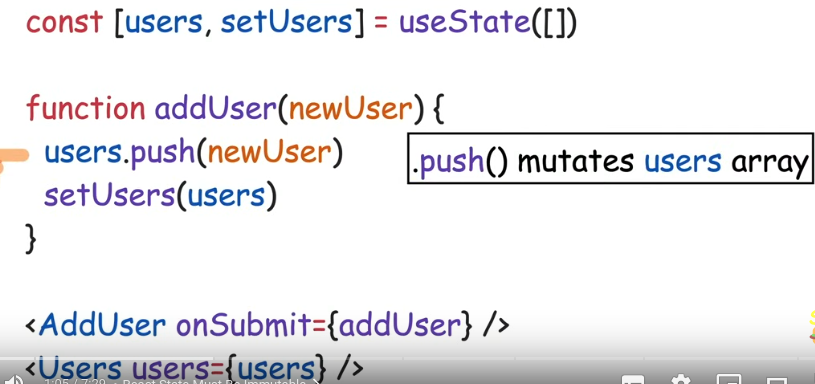 const [users, setUsers] = useState([])
function addUser(newUser) {
users.push(newUser)
.push() mutates users array
setUsers(users)
}
<AddUser onSubmit={addUser} />
<Users users={users} />
1:05 / 7:29 • React State Must Be Immutable >